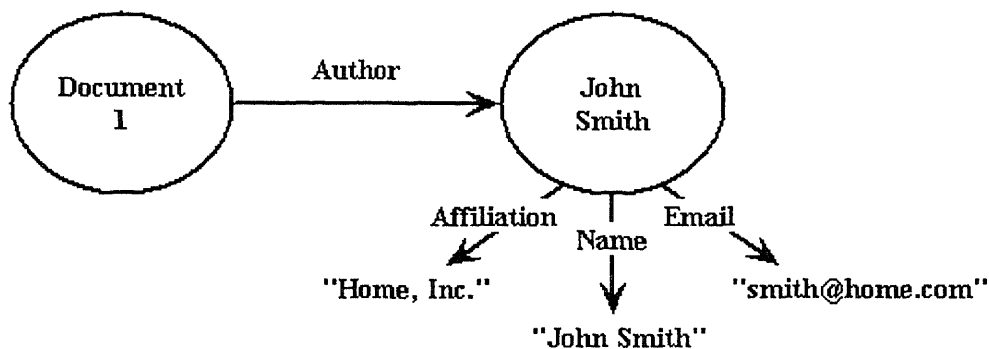 Author
Document
1
John
Smith
Affiliation
Email
Name
"Home, Inc."
"smith@home.com"
"John Smith"